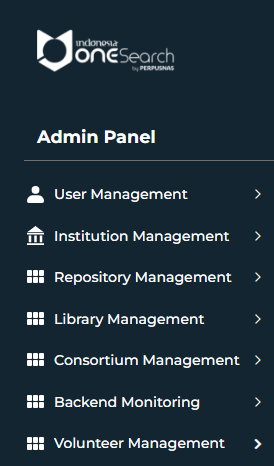 indonesia
OneSearch
by PERPUSNAS
Admin Panel
User Management
Institution Management
Repository Management
Library Management
Consortium Management
Backend Monitoring
Volunteer Management